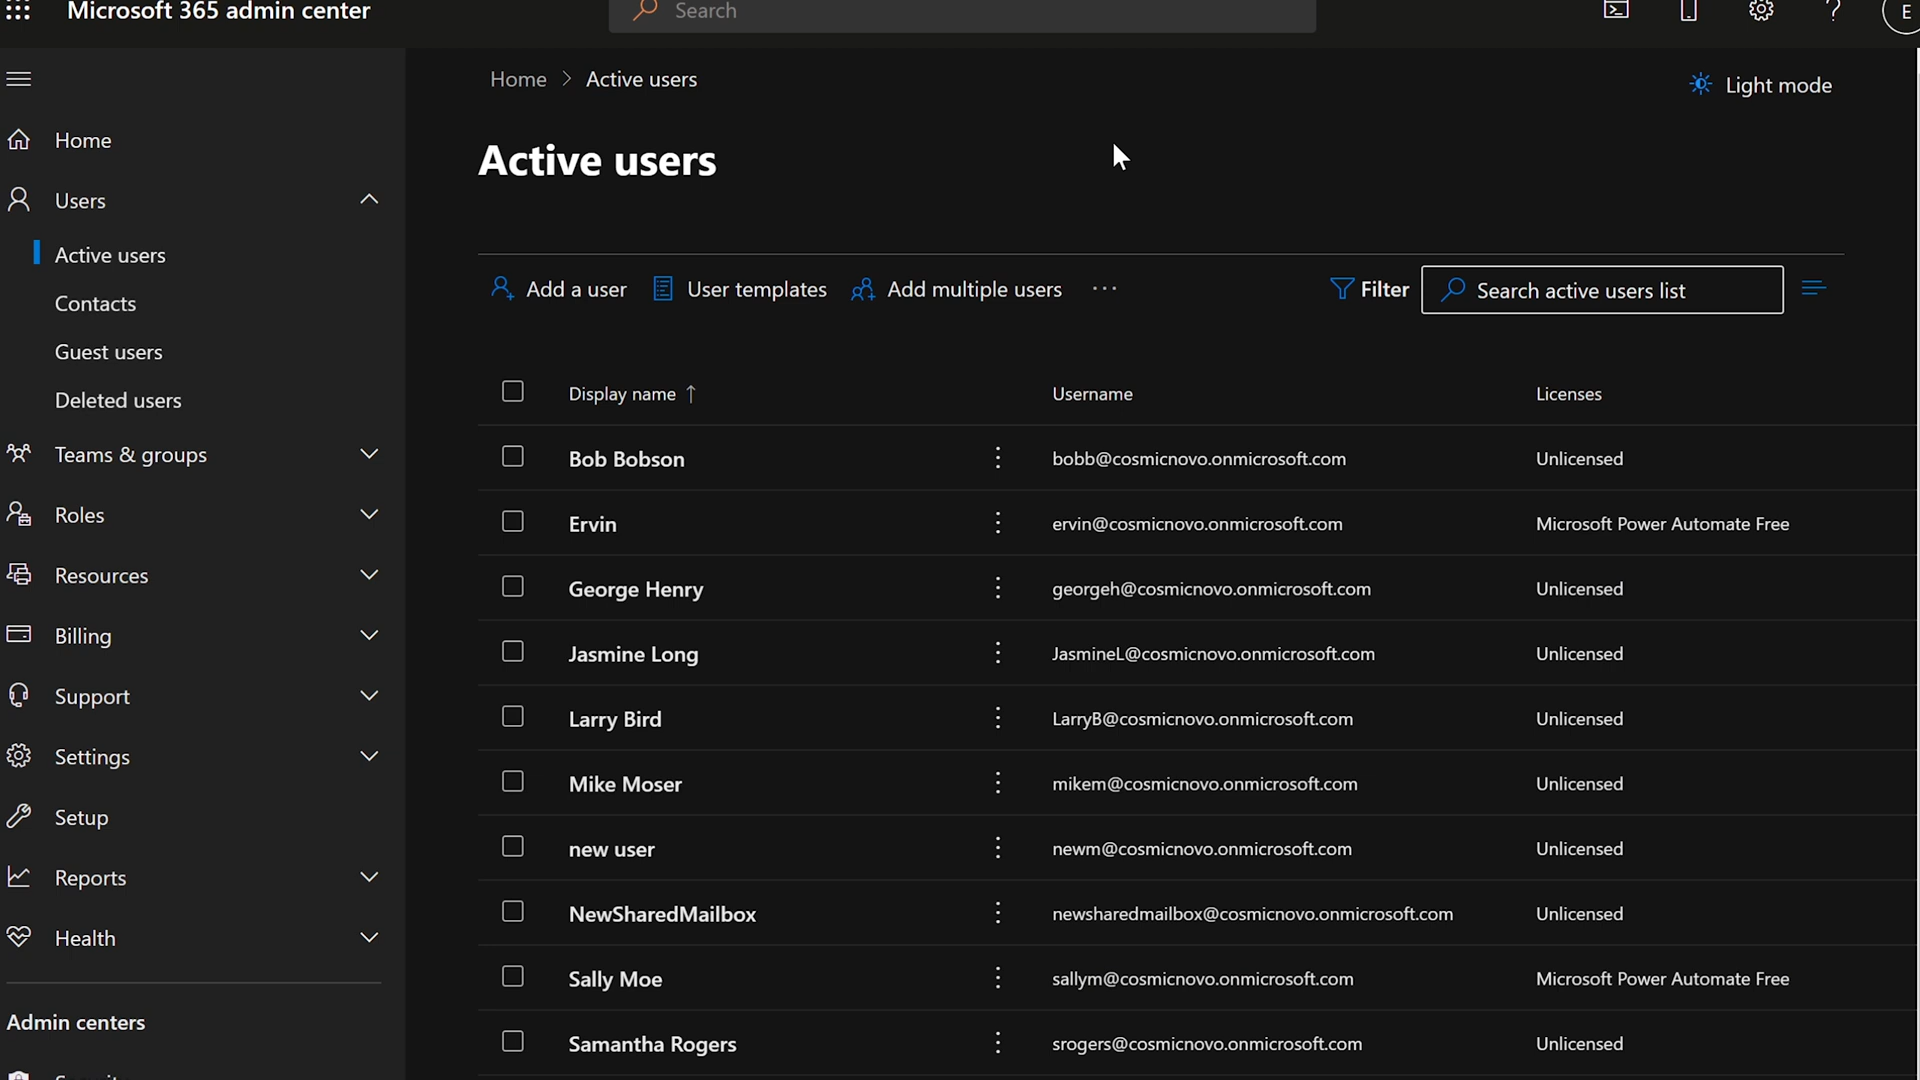 Microsoft 365 admin center
Search
E
Home > Active users
Light mode
Active users
Home
Users
Active users
Contacts
Guest users
Deleted users
Teams & groups
Roles
Resources
Billing
Support
Settings
Setup
Reports
Health
Admin centers
Add a user
User templates
Add multiple users
Filter
Search active users list
Display name ↑ Username Licenses
Bob Bobson bobb@cosmicnovo.onmicrosoft.com Unlicensed
Ervin ervin@cosmicnovo.onmicrosoft.com Microsoft Power Automate Free
George Henry georgeh@cosmicnovo.onmicrosoft.com Unlicensed
Jasmine Long JasmineL@cosmicnovo.onmicrosoft.com Unlicensed
Larry Bird LarryB@cosmicnovo.onmicrosoft.com Unlicensed
Mike Moser mikem@cosmicnovo.onmicrosoft.com Unlicensed
new user newm@cosmicnovo.onmicrosoft.com Unlicensed
NewSharedMailbox newsharedmailbox@cosmicnovo.onmicrosoft.com Unlicensed
Sally Moe sallym@cosmicnovo.onmicrosoft.com Microsoft Power Automate Free
Samantha Rogers srogers@cosmicnovo.onmicrosoft.com Unlicensed